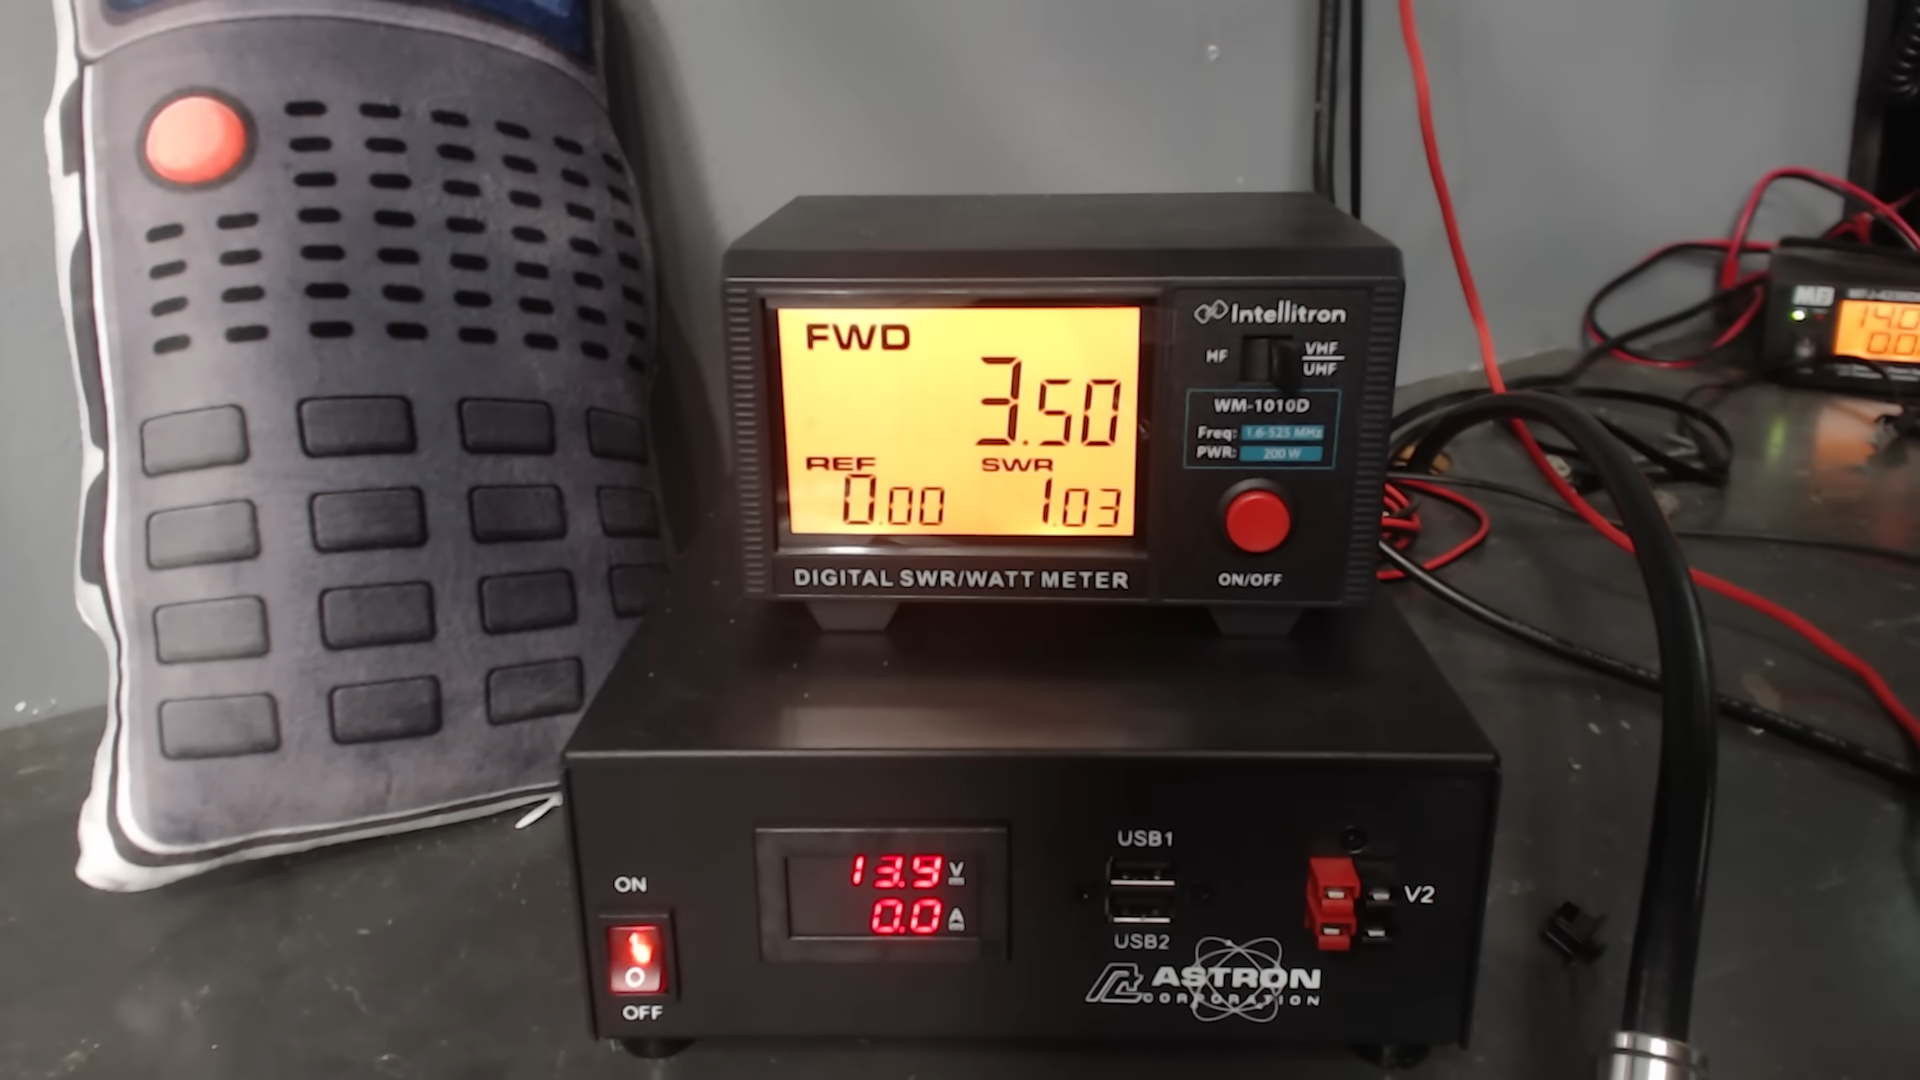 FWD
3.50
REF
SWR
0.00
1.03
DIGITAL SWR/WATT METER
Intellitron
HF
VHF
UHF
WM-1010D
Freq: 1.6-525 MHz
PWR: 200 W
ON/OFF
ON
OFF
13.9 V
0.0 A
USB1
USB2
V2
ASTRON
CORPORATION
MFJ